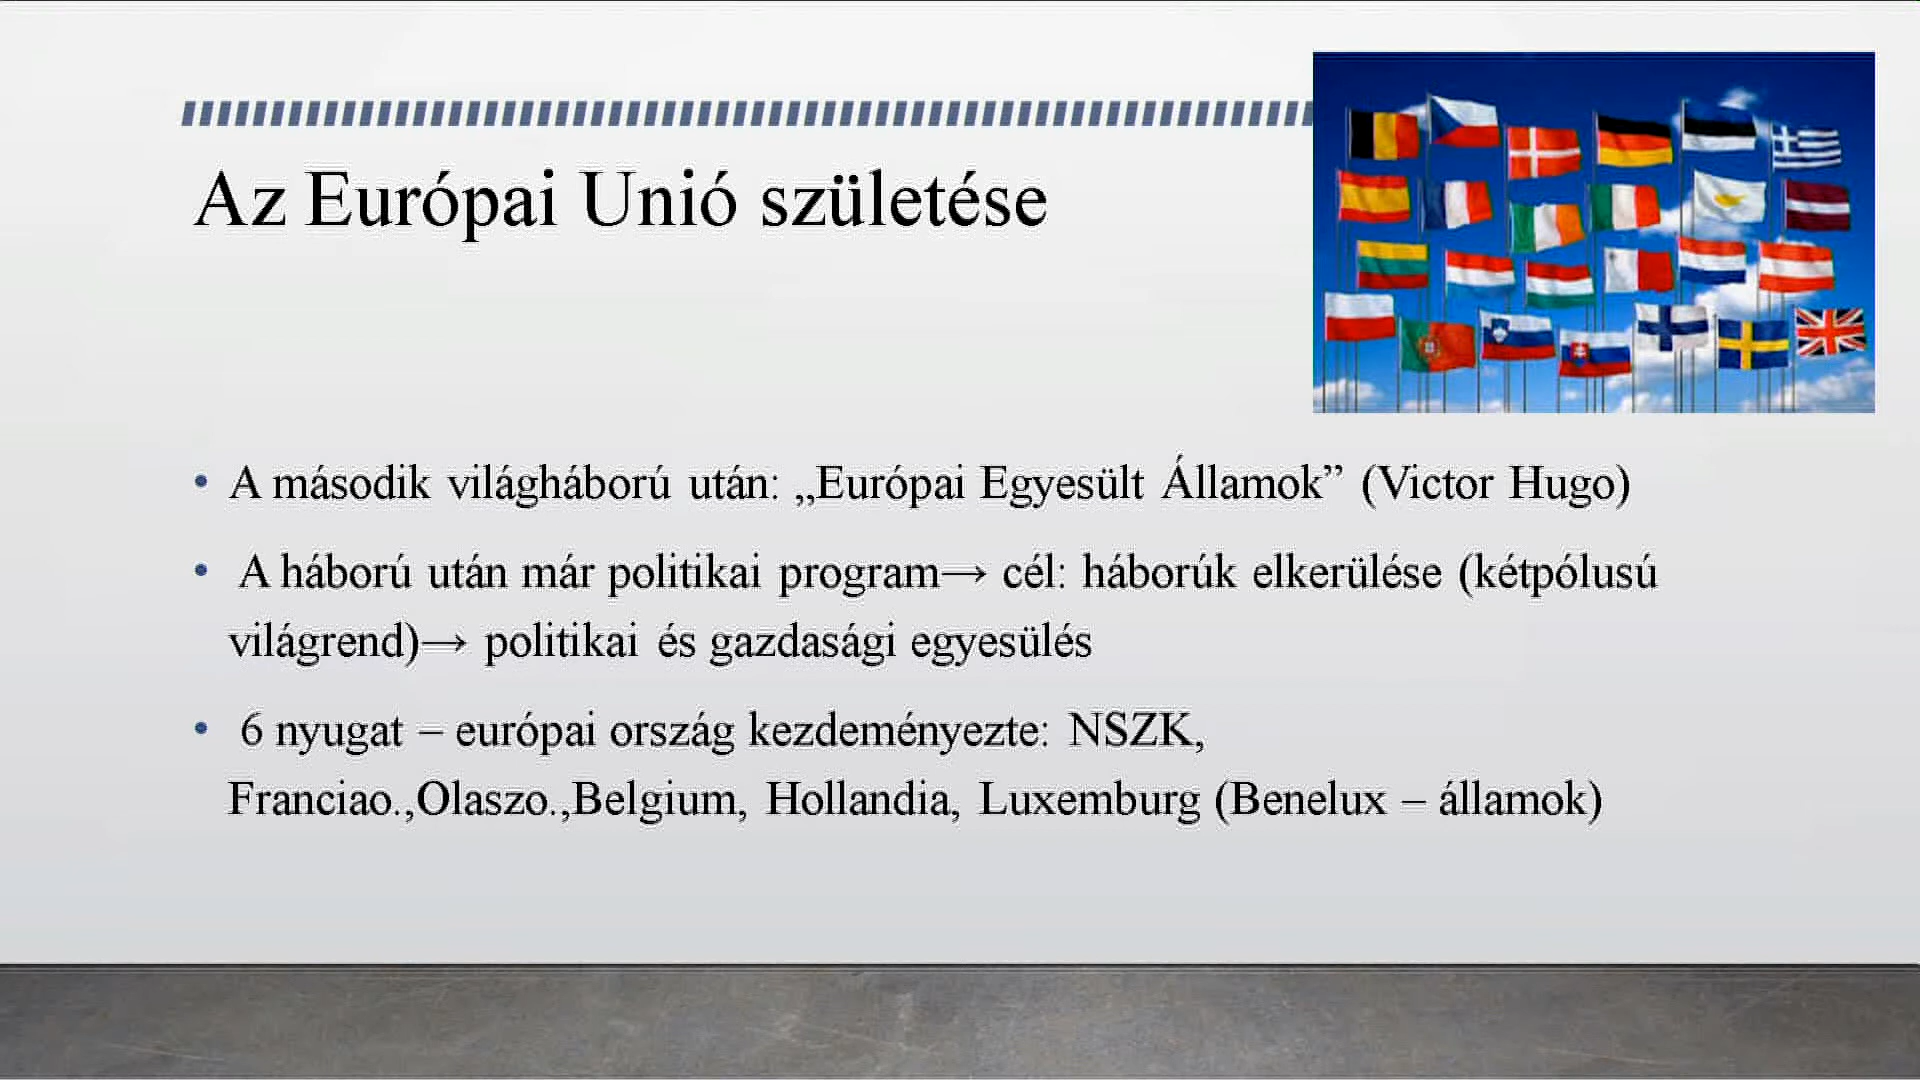 Az Európai Unió születése
• A második világháború után: „Európai Egyesült Államok” (Victor Hugo)
• A háború után már politikai program→ cél: háborúk elkerülése (kétpólusú
világrend)→ politikai és gazdasági egyesülés
• 6 nyugat – európai ország kezdeményezte: NSZK,
Franciao.,Olaszo.,Belgium, Hollandia, Luxemburg (Benelux – államok)